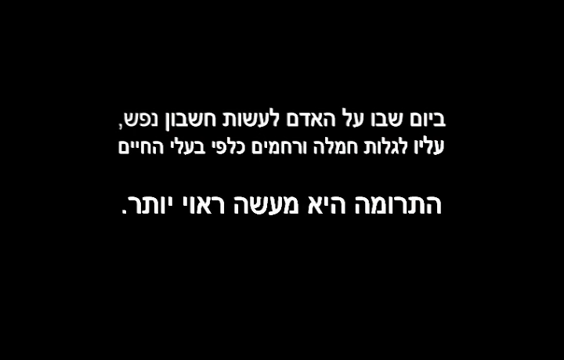 ביום שבו על האדם לעשות חשבון נפש,
עליו לגלות חמלה ורחמים כלפי בעלי החיים
התרומה היא מעשה ראוי יותר.